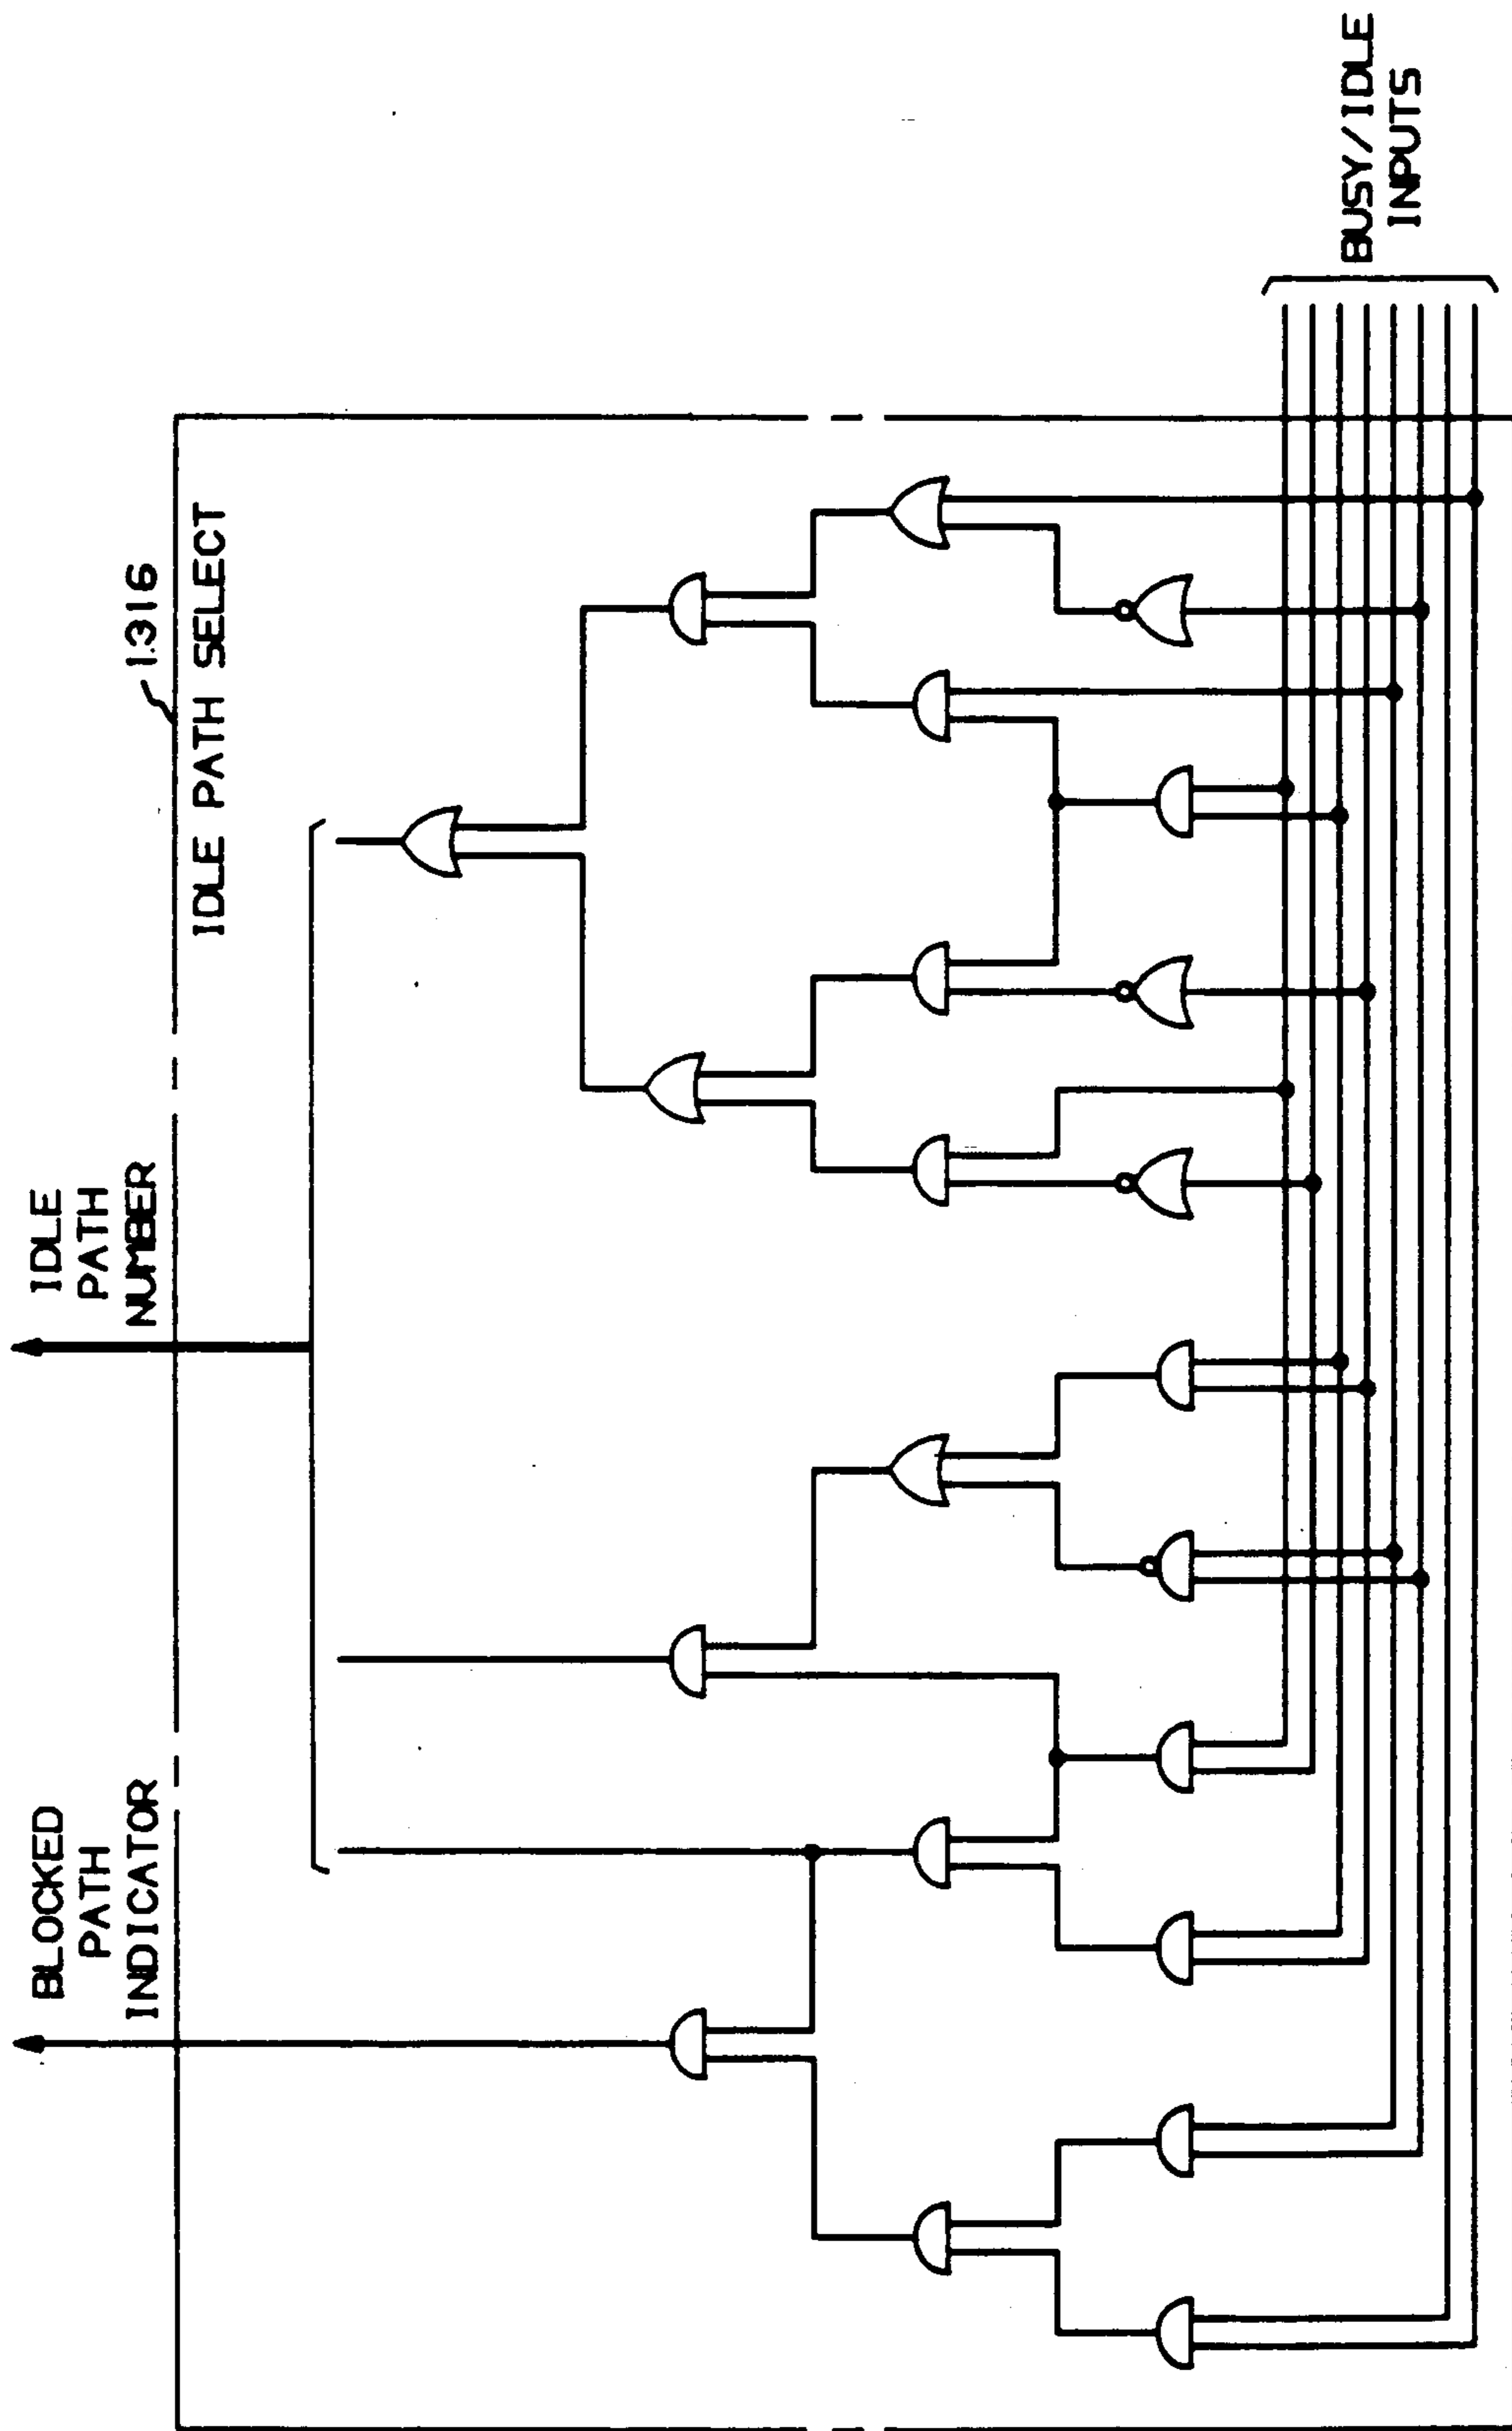 BLOCKED
PATH
INDICATOR
IDLE
PATH
NUMBER
1316
IDLE PATH SELECT
BUSY/IDLE
INPUTS